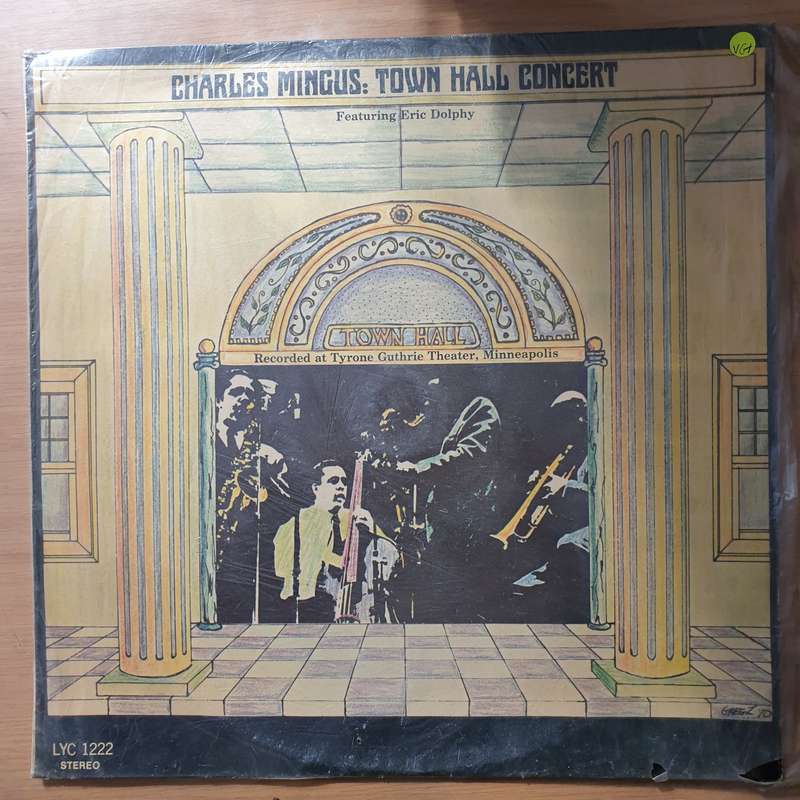 VG+
CHARLES MINGUS: TOWN HALL CONCERT
Featuring Eric Dolphy
TOWN HALL
Recorded at Tyrone Guthrie Theater, Minneapolis
LYC 1222
STEREO